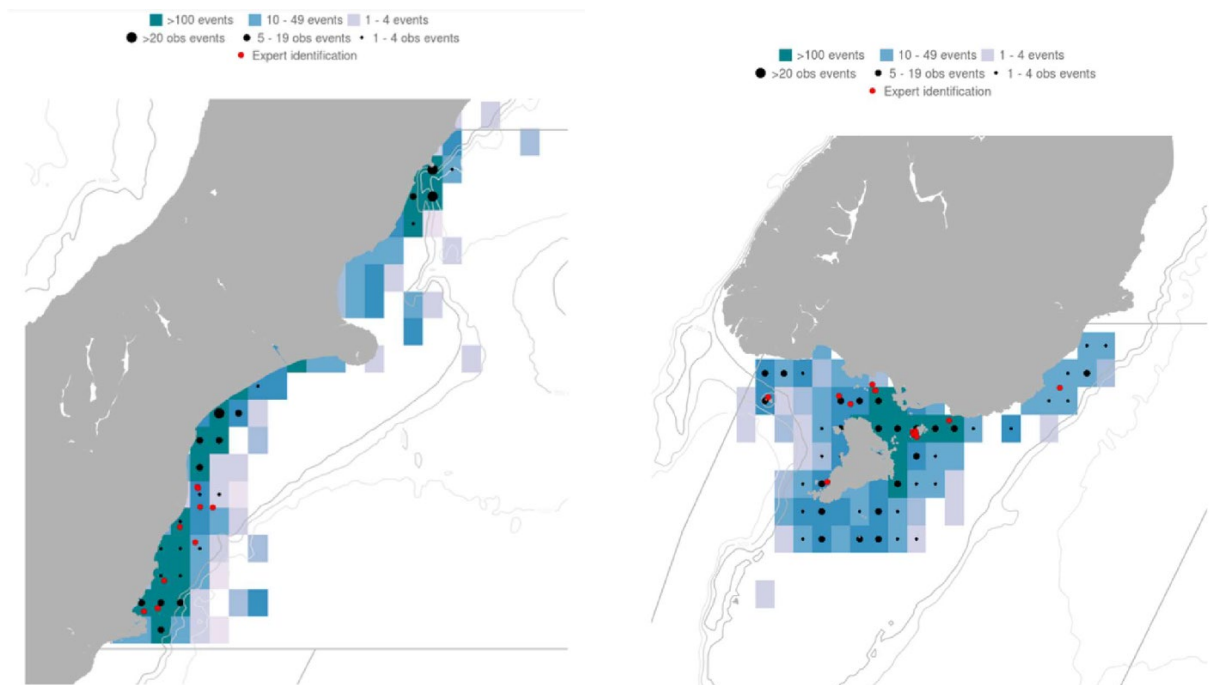 >100 events 10 - 49 events 1 - 4 events
>20 obs events 5 - 19 obs events 1 - 4 obs events
Expert identification
>100 events 10 - 49 events 1 - 4 events
>20 obs events 5 - 19 obs events 1 - 4 obs events
Expert identification